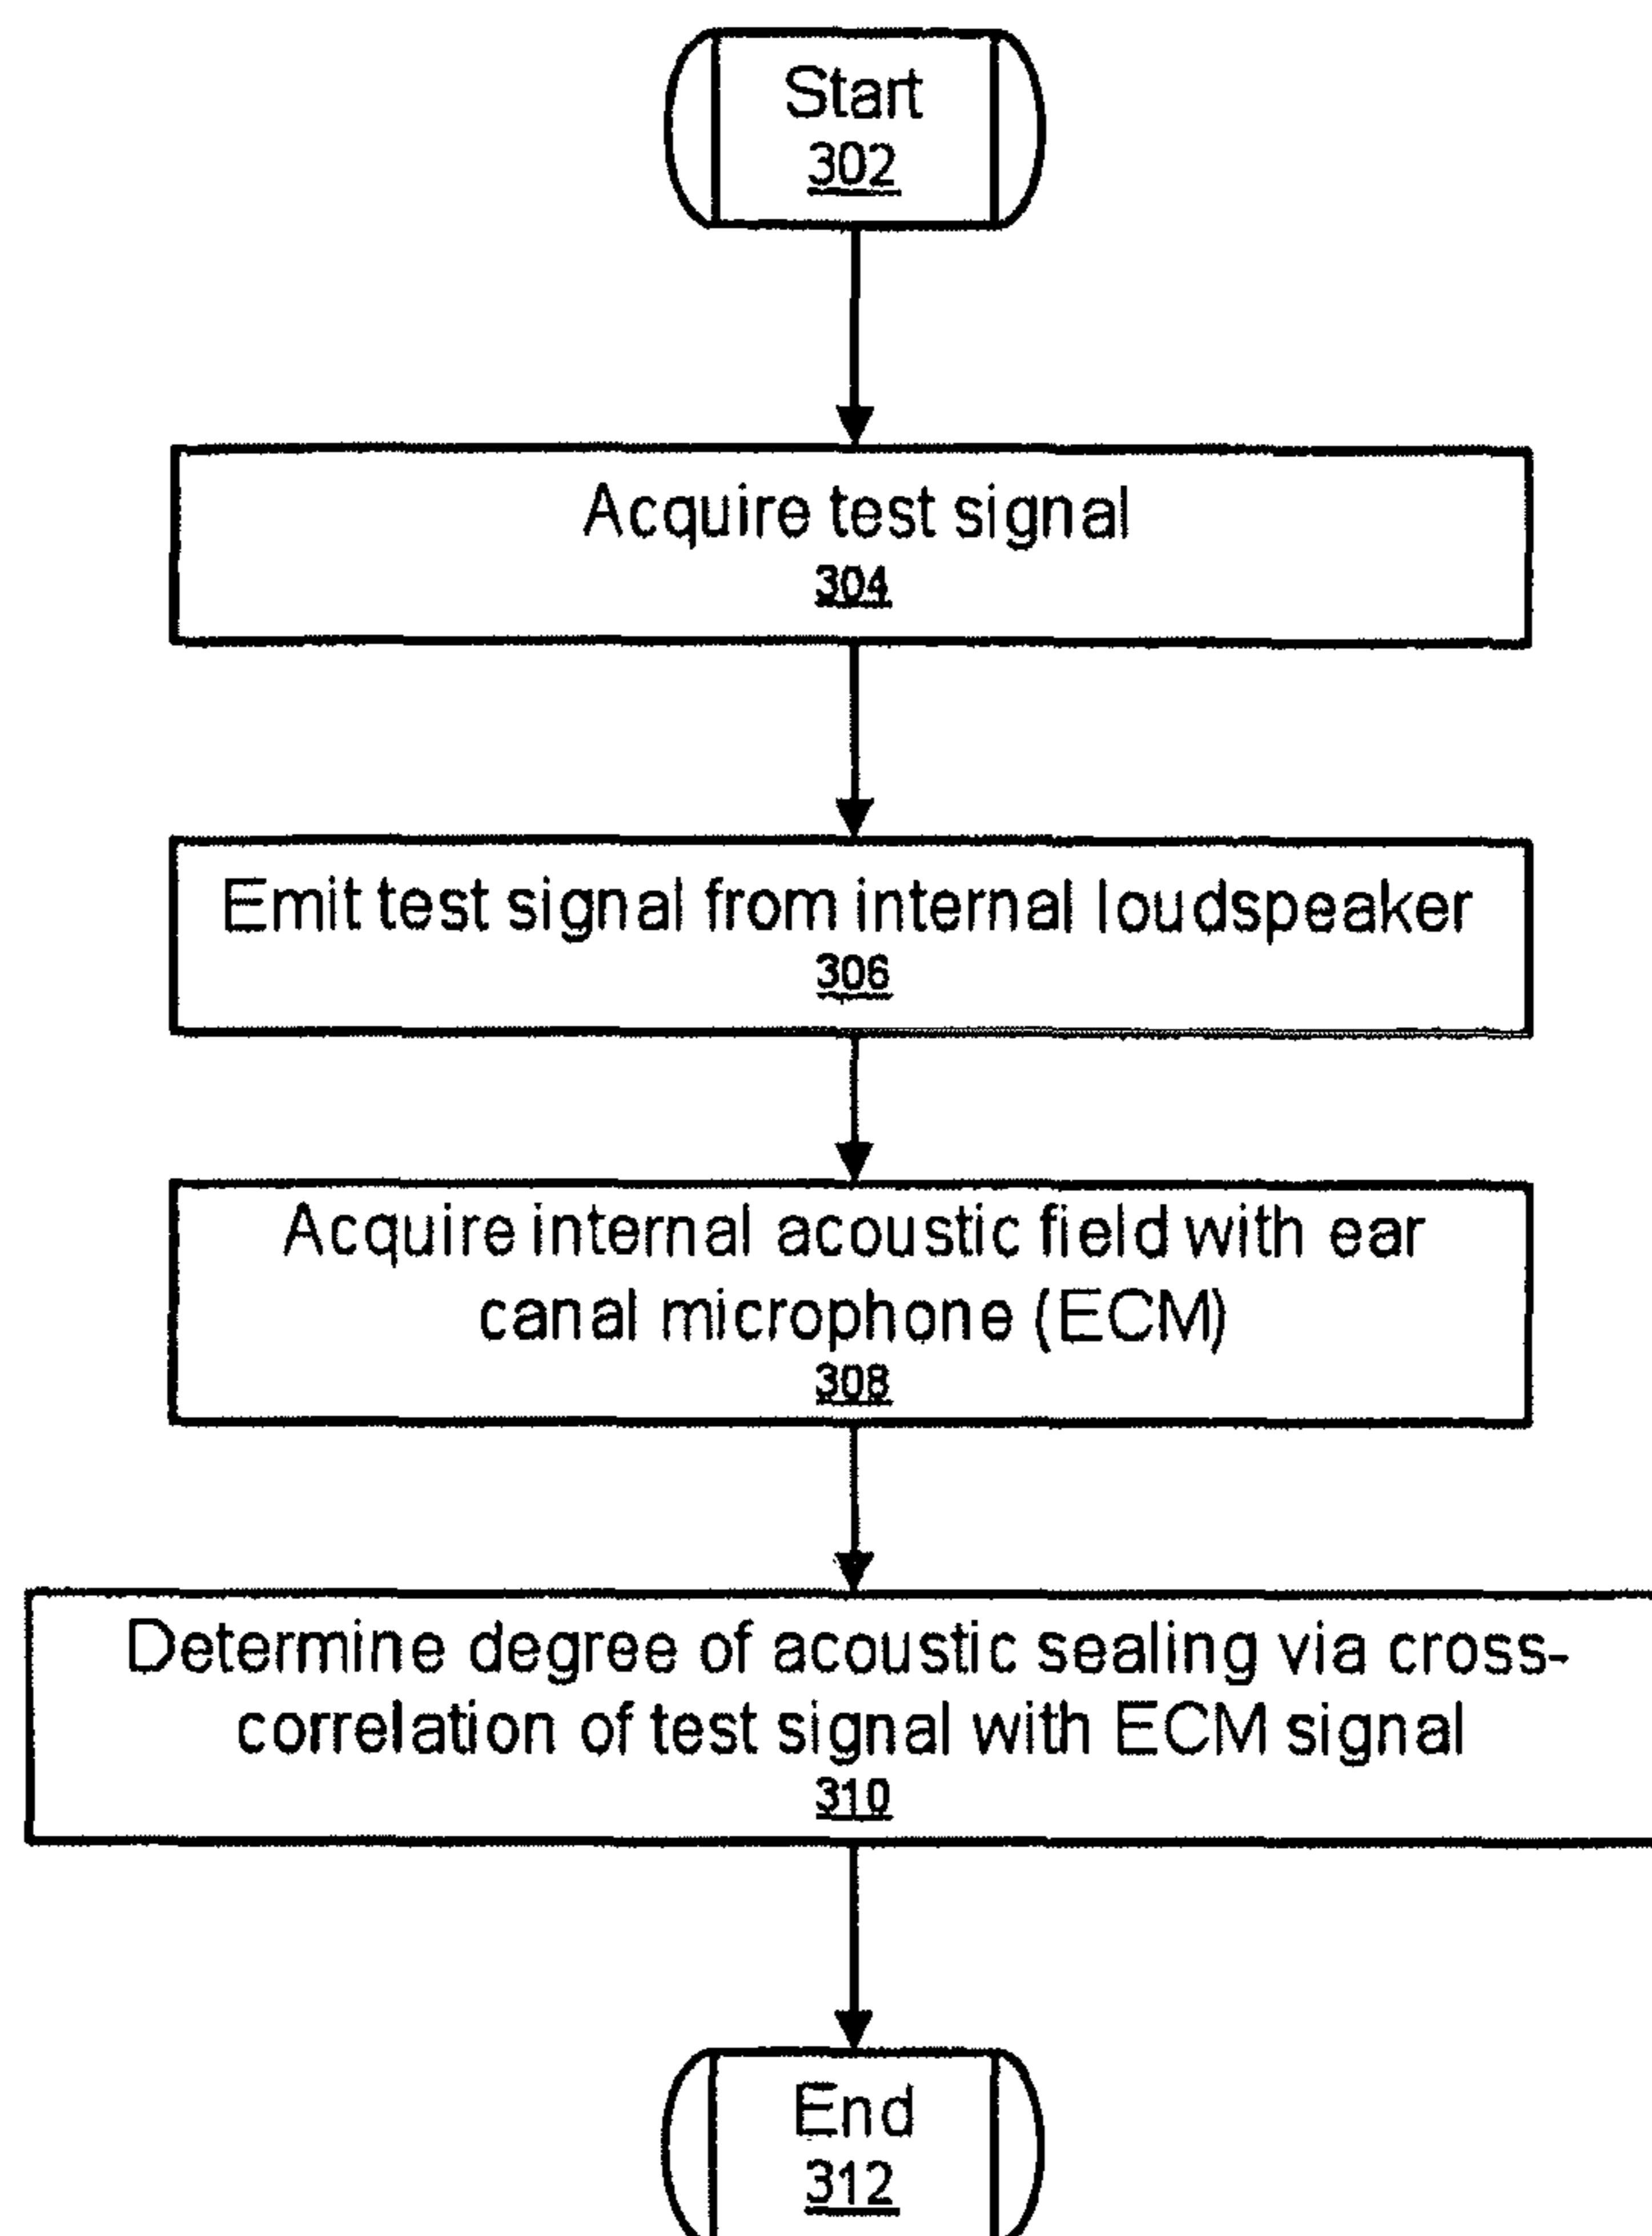 Start
302
Acquire test signal
304
Emit test signal from internal loudspeaker
306
Acquire internal acoustic field with ear
canal microphone (ECM)
308
Determine degree of acoustic sealing via cross-
correlation of test signal with ECM signal
310
End
312